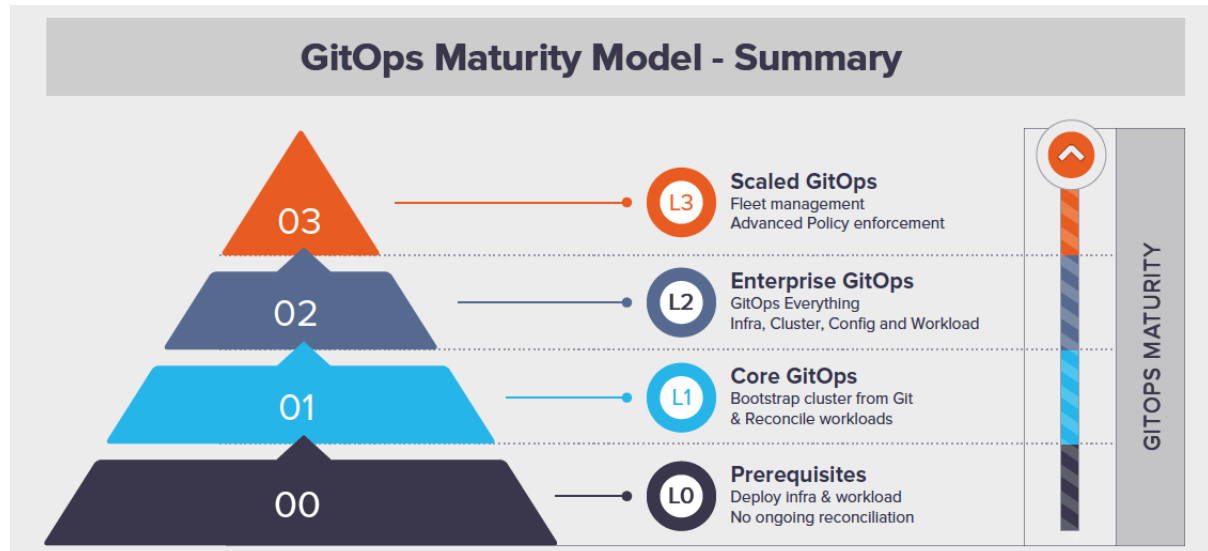 GitOps Maturity Model - Summary
03
L3
Scaled GitOps
Fleet management
Advanced Policy enforcement
02
L2
Enterprise GitOps
GitOps Everything
Infra, Cluster, Config and Workload
01
L1
Core GitOps
Bootstrap cluster from Git
& Reconcile workloads
00
L0
Prerequisites
Deploy infra & workload
No ongoing reconciliation
GITOPS MATURITY